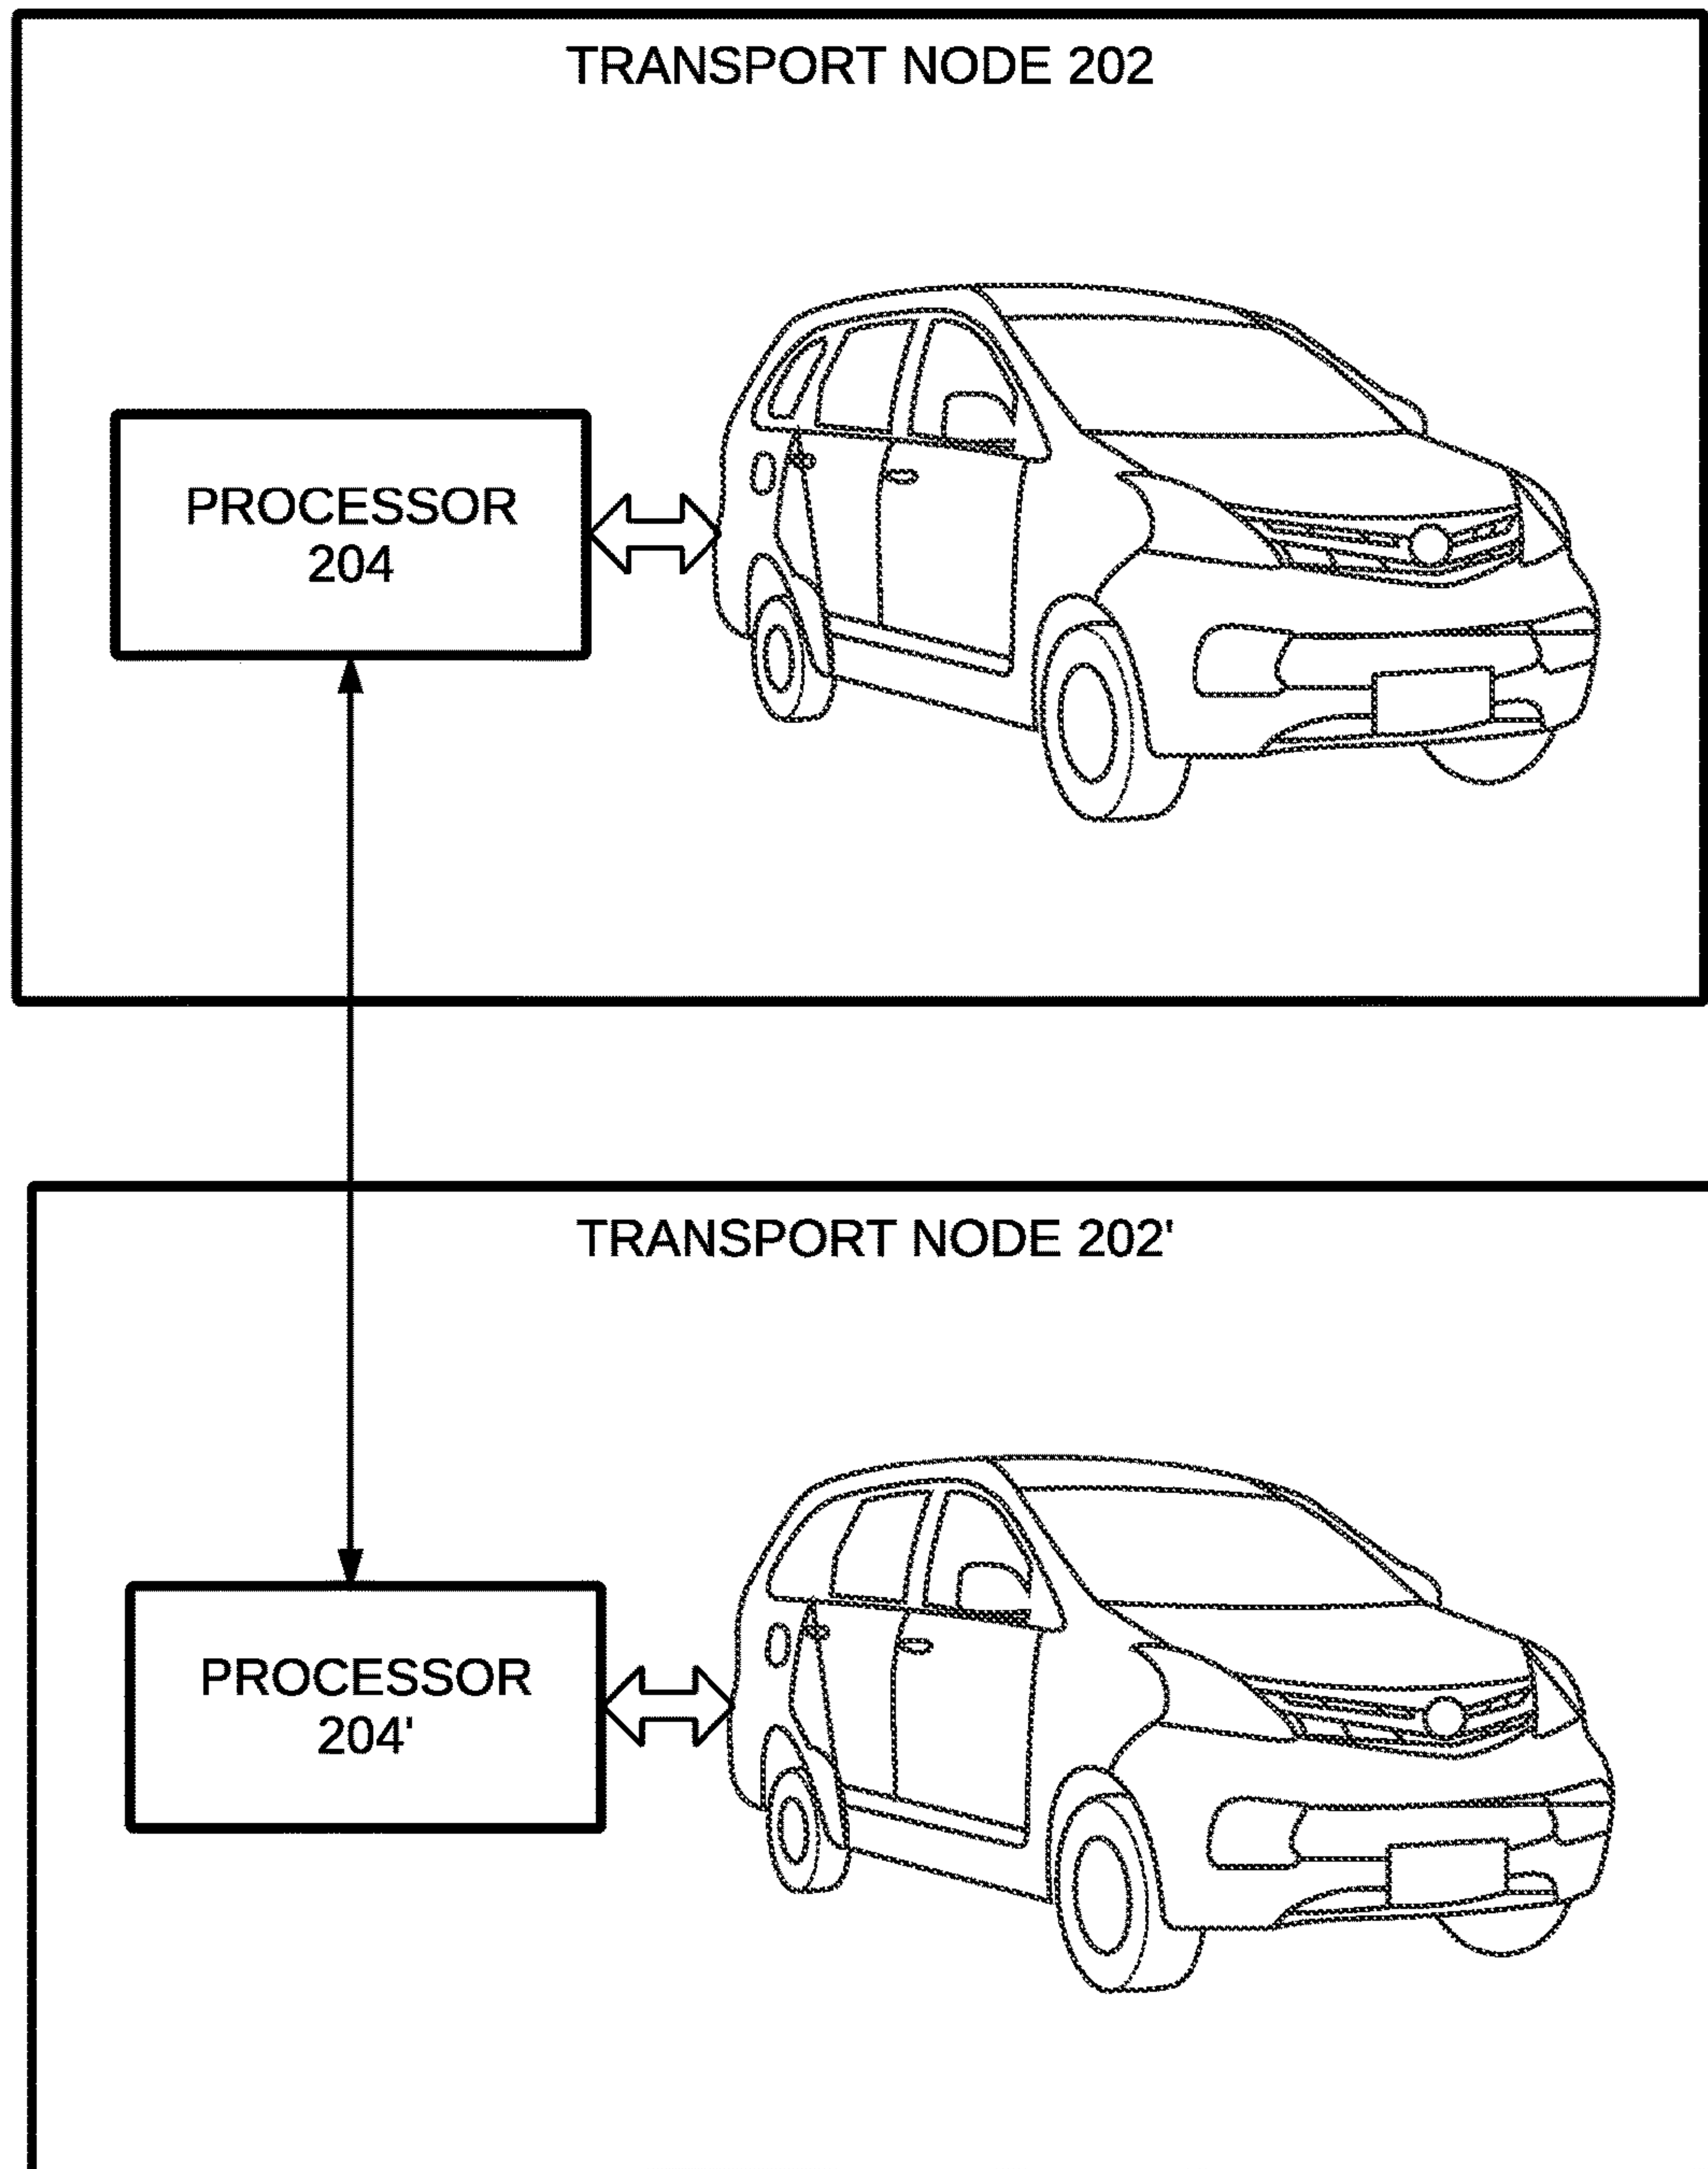 TRANSPORT NODE 202
PROCESSOR
204
TRANSPORT NODE 202'
PROCESSOR
204'